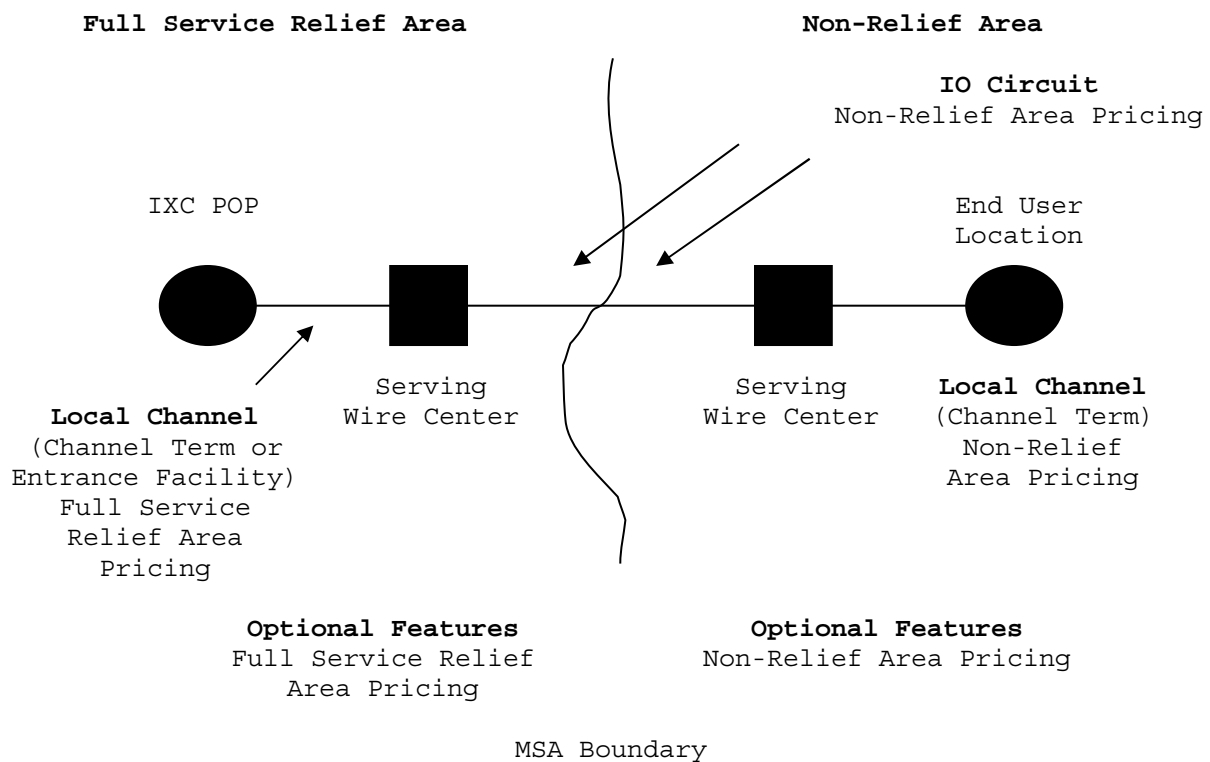 Full Service Relief Area
Non-Relief Area
IO Circuit
Non-Relief Area Pricing
IXC POP
End User
Location
Serving
Wire Center
Serving
Wire Center
Local Channel
(Channel Term)
Non-Relief
Area Pricing
Local Channel
(Channel Term or
Entrance Facility)
Full Service
Relief Area
Pricing
Optional Features
Full Service Relief
Area Pricing
Optional Features
Non-Relief Area Pricing
MSA Boundary